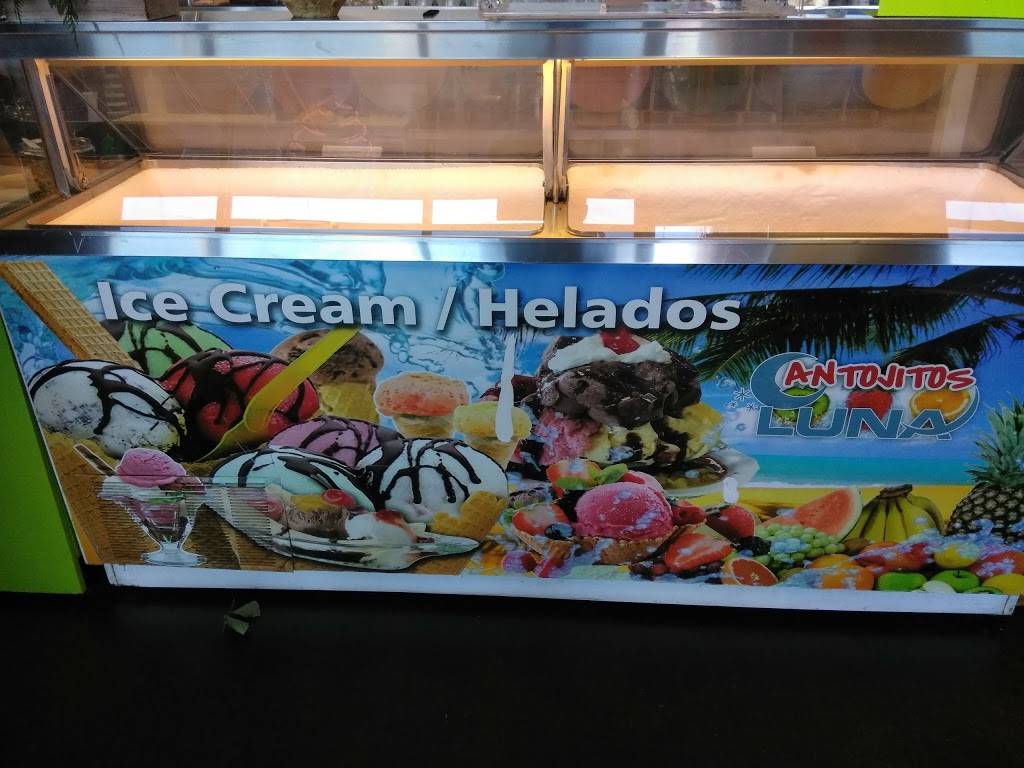 Ice Cream / Helados
ANTOJITOS
LUNA